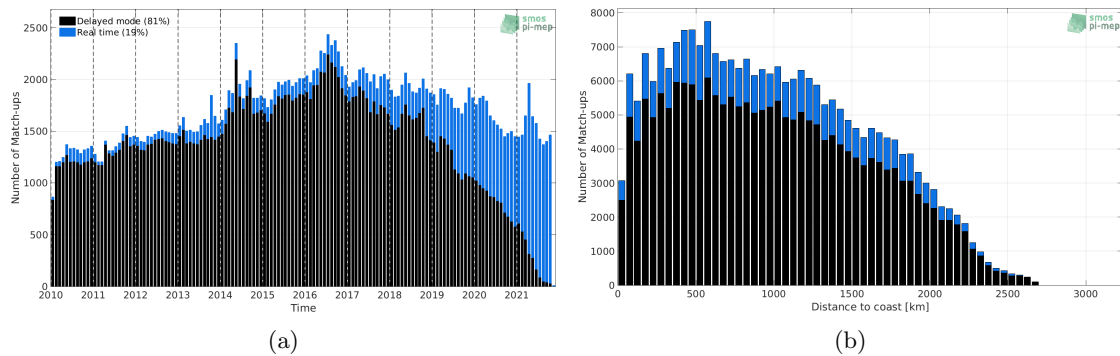 Delayed mode (81%)
Real time (19%)
smos
pi-mep
Number of Match-ups
2500
2000
1500
1000
500
0
2010 2011 2012 2013 2014 2015 2016 2017 2018 2019 2020 2021
Time
(a)
smos
pi-mep
Number of Match-ups
8000
7000
6000
5000
4000
3000
2000
1000
0
0 500 1000 1500 2000 2500 3000
Distance to coast [km]
(b)